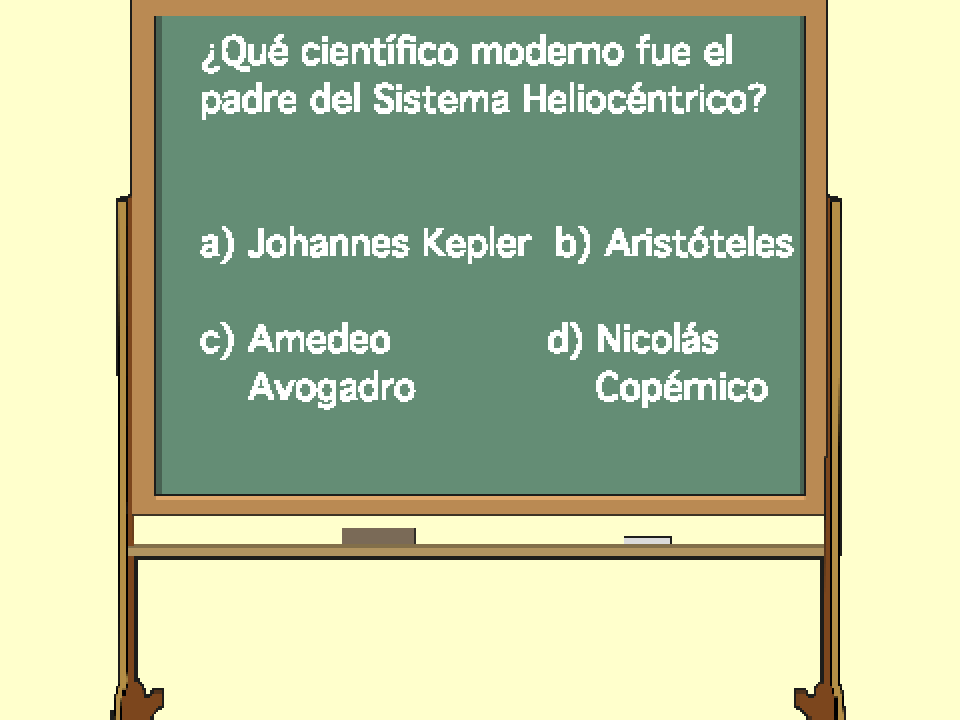 ¿Qué científico moderno fue el
padre del Sistema Heliocéntrico?
a) Johannes Kepler b) Aristóteles
c) Amedeo d) Nicolás
Avogadro Copérnico